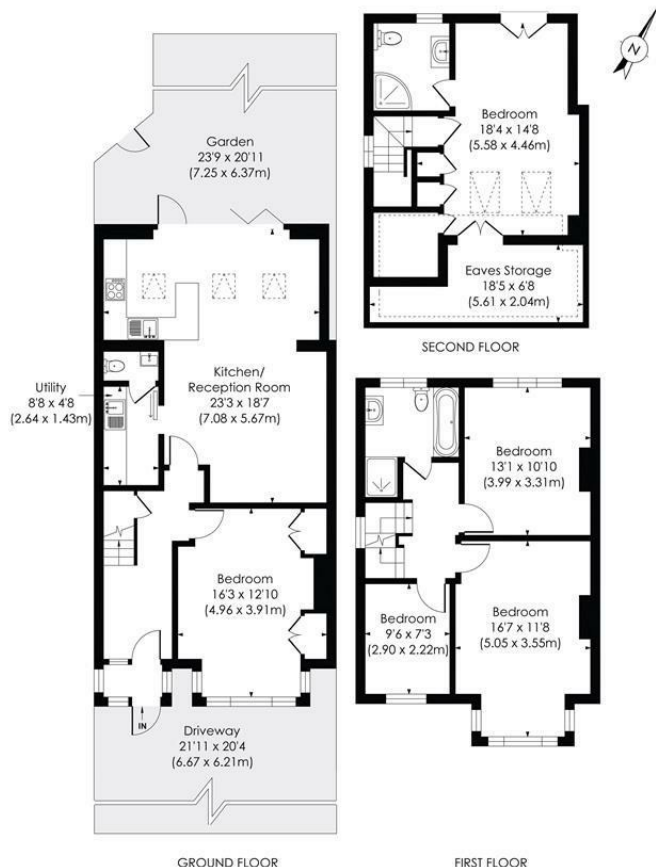 Garden
23'9 x 20'11
(7.25 x 6.37m)
Kitchen/
Reception Room
23'3 x 18'7
(7.08 x 5.67m)
Utility
8'8 x 4'8
(2.64 x 1.43m)
Bedroom
16'3 x 12'10
(4.96 x 3.91m)
IN
Driveway
21'11 x 20'4
(6.67 x 6.21m)
GROUND FLOOR
N
Bedroom
18'4 x 14'8
(5.58 x 4.46m)
Eaves Storage
18'5 x 6'8
(5.61 x 2.04m)
SECOND FLOOR
Bedroom
13'1 x 10'10
(3.99 x 3.31m)
Bedroom
9'6 x 7'3
(2.90 x 2.22m)
Bedroom
16'7 x 11'8
(5.05 x 3.55m)
FIRST FLOOR